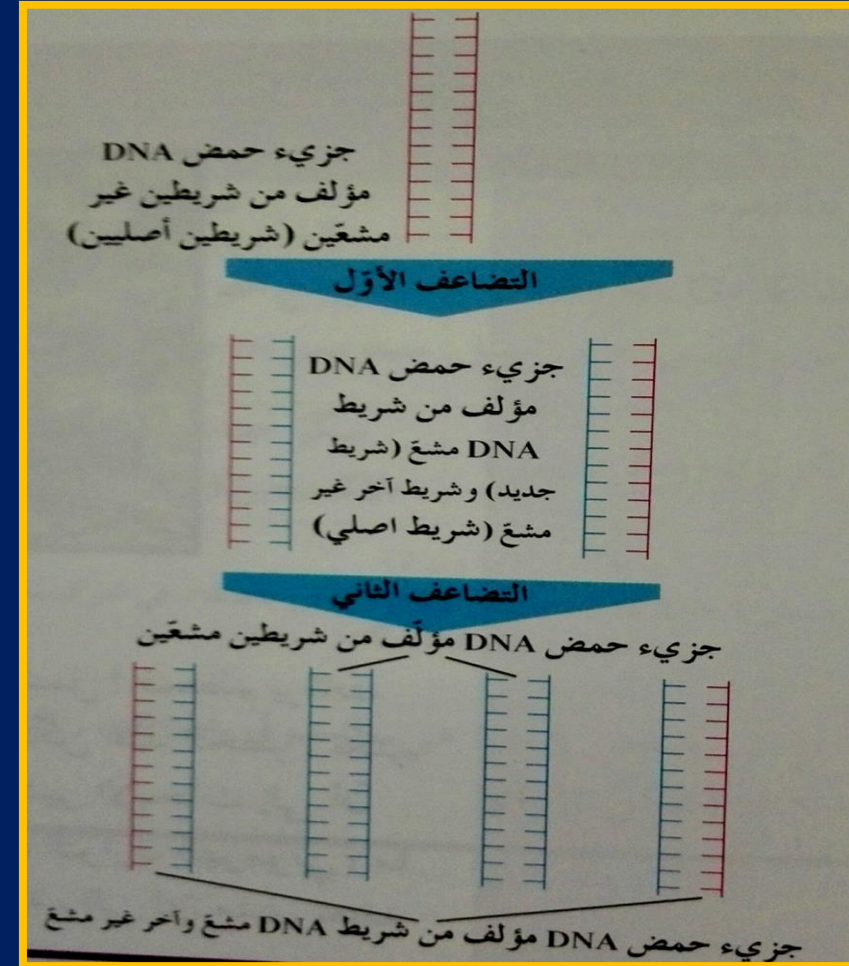 جزيء حمض DNA
مؤلف من شريطين غير
مشعّين (شريطين أصليين)
التضاعف الأوّل
جزيء حمض DNA
مؤلف من شريط
DNA مشعّ (شريط
جديد) وشريط آخر غير
مشعّ (شريط اصلي)
التضاعف الثاني
جزيء حمض DNA مؤلّف من شريطين مشعّين
جزيء حمض DNA مؤلف من شريط DNA مشعّ وآخر غير مشعّ